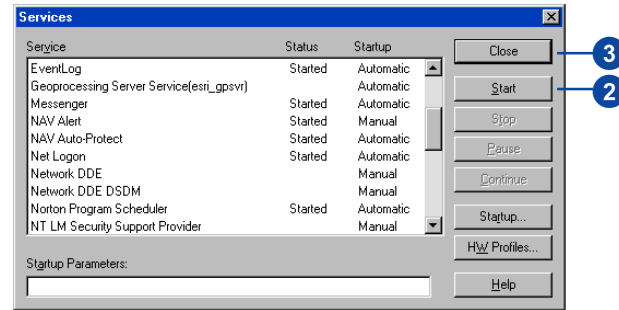 Services
Service Status Startup
EventLog Started Automatic
Geoprocessing Server Service(esri_gpsvr) Automatic
Messenger Started Automatic
NAV Alert Started Manual
NAV Auto-Protect Started Automatic
Net Logon Started Automatic
Network DDE Manual
Network DDE DSDM Manual
Norton Program Scheduler Started Automatic
NT LM Security Support Provider Manual
Startup Parameters:
Close
3
Start
2
Stop
Pause
Continue
Startup...
HW Profiles...
Help